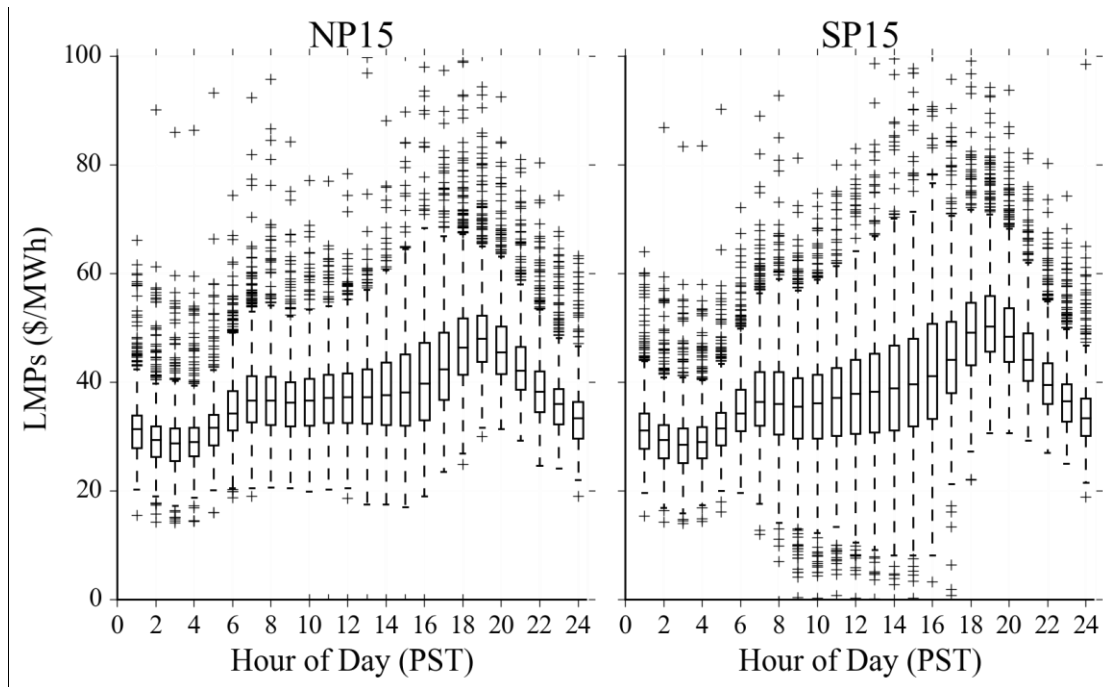 NP15 SP15
100
80
60
40
20
0
LMPs ($/MWh)
0 2 4 6 8 10 12 14 16 18 20 22 24 0 2 4 6 8 10 12 14 16 18 20 22 24
Hour of Day (PST) Hour of Day (PST)